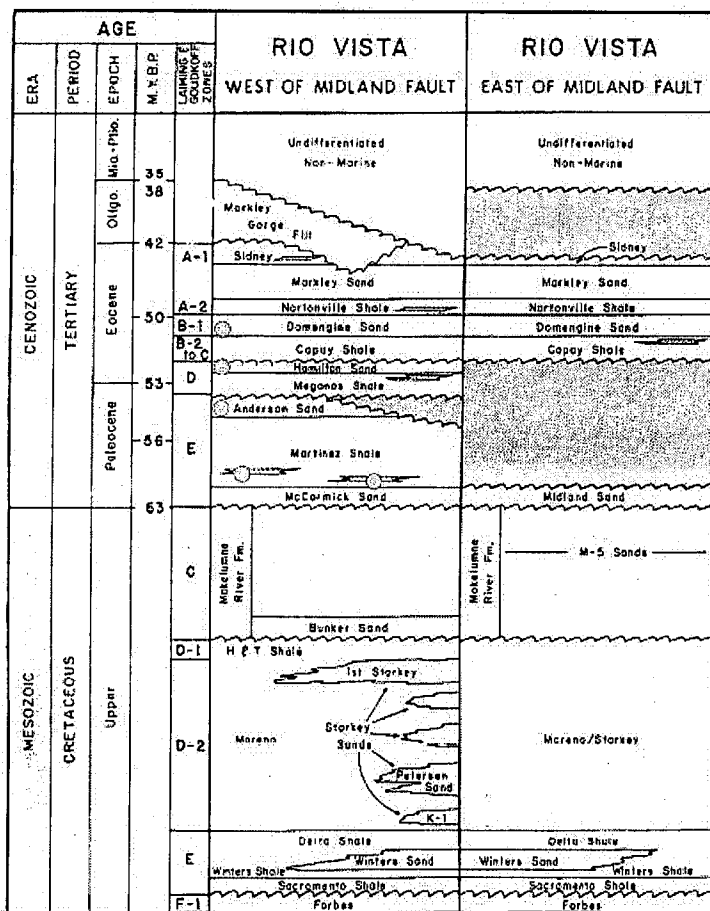 AGE
ERA
PERIOD
EPOCH
M.Y.B.P.
LAIMING &
GOUDKOFF
ZONES
RIO VISTA
WEST OF MIDLAND FAULT
RIO VISTA
EAST OF MIDLAND FAULT
CENOZOIC
TERTIARY
Mio.-Plio.
Oligo.
Eocene
Paleocene
MESOZOIC
CRETACEOUS
Upper
35
38
42
50
53
56
63
A-1
A-2
B-1
B-2
to C
D
E
C
D-1
D-2
E
F-1
Undifferentiated
Non-Marine
Markley
Gorge
Fill
Sidney
Markley Sand
Nortonville Shale
Domengine Sand
Capay Shale
Hamilton Sand
Meganos Shale
Anderson Sand
Martinez Shale
McCormick Sand
Mokelumne
River Fm.
Bunker Sand
H & T Shale
1st Starkey
Starkey
Sands
Moreno
Petersen
Sand
K-1
Delta Shale
Winters Sand
Winters Shale
Sacramento Shale
Forbes
Undifferentiated
Non-Marine
Sidney
Markley Sand
Nortonville Shale
Domengine Sand
Capay Shale
Midland Sand
Mokelumne
River Fm.
M-5 Sands
Moreno/Starkey
Delta Shale
Winters Sand
Winters Shale
Sacramento Shale
Forbes